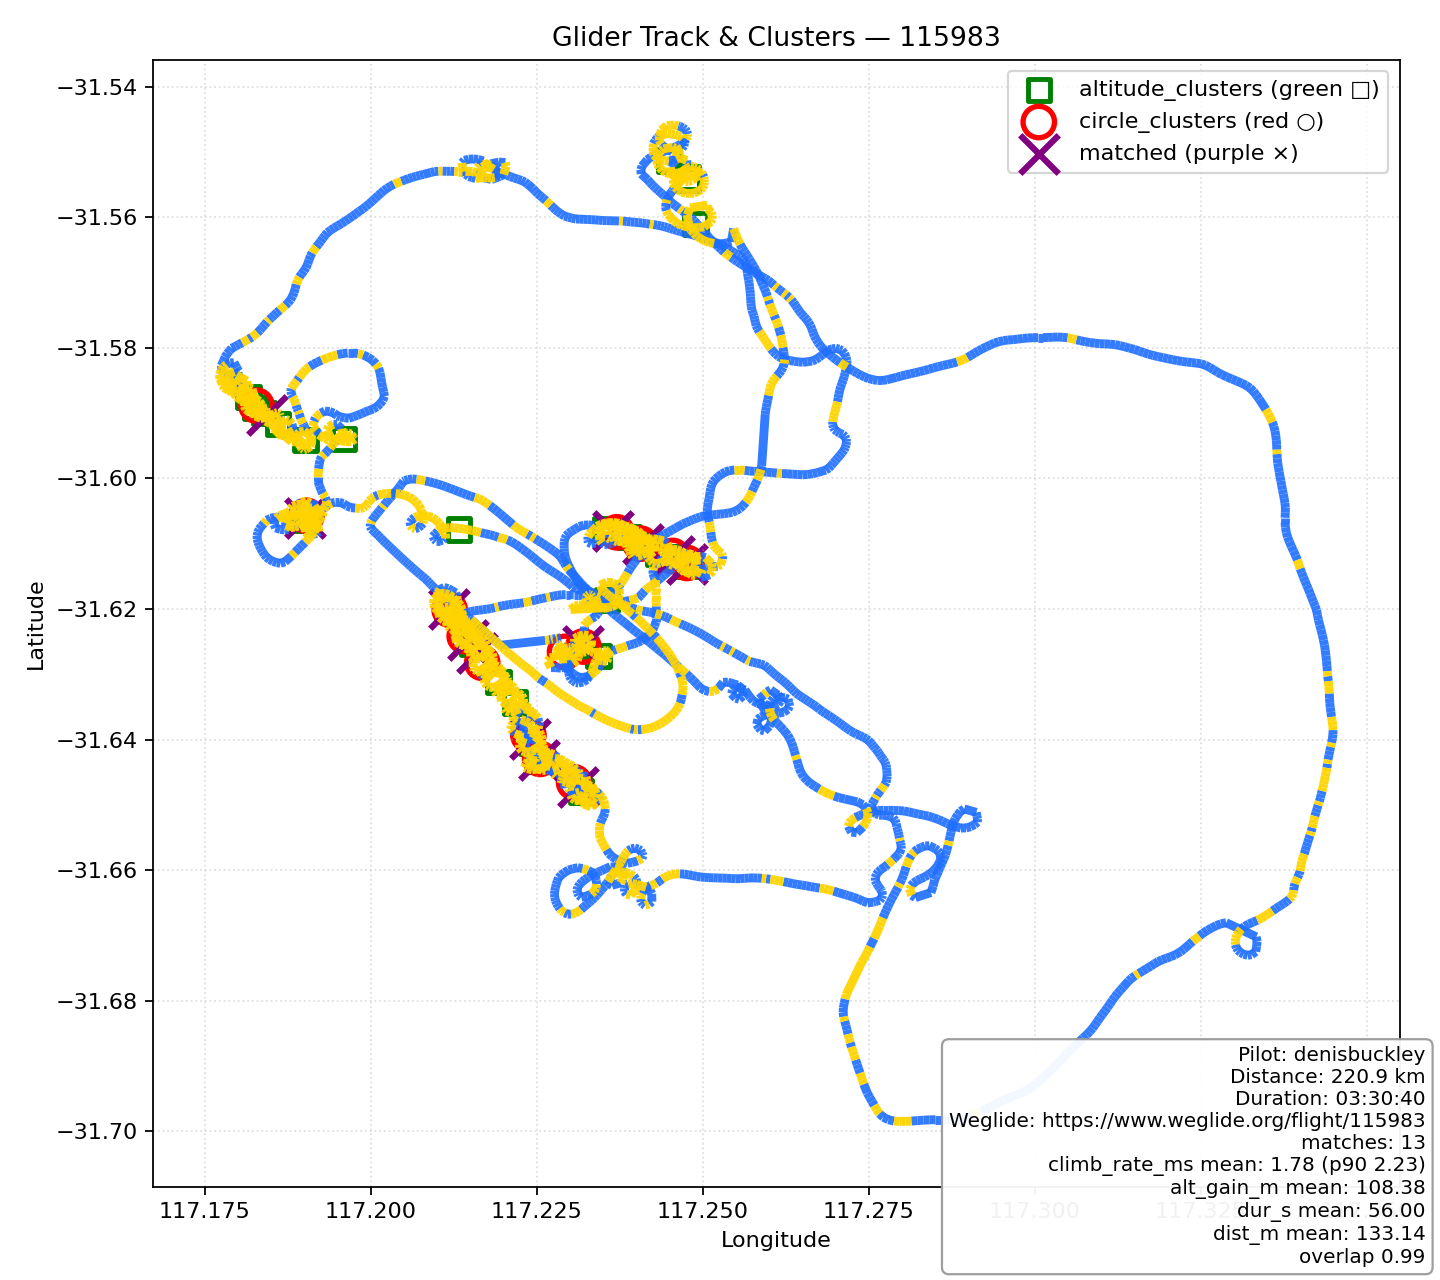 Glider Track & Clusters — 115983
altitude_clusters (green □)
circle_clusters (red ○)
matched (purple ×)
−31.54
−31.56
−31.58
−31.60
−31.62
−31.64
−31.66
−31.68
−31.70
Latitude
117.175
117.200
117.225
117.250
117.275
117.300
Longitude
Pilot: denisbuckley
Distance: 220.9 km
Duration: 03:30:40
Weglide: https://www.weglide.org/flight/115983
matches: 13
climb_rate_ms mean: 1.78 (p90 2.23)
alt_gain_m mean: 108.38
dur_s mean: 56.00
dist_m mean: 133.14
overlap 0.99